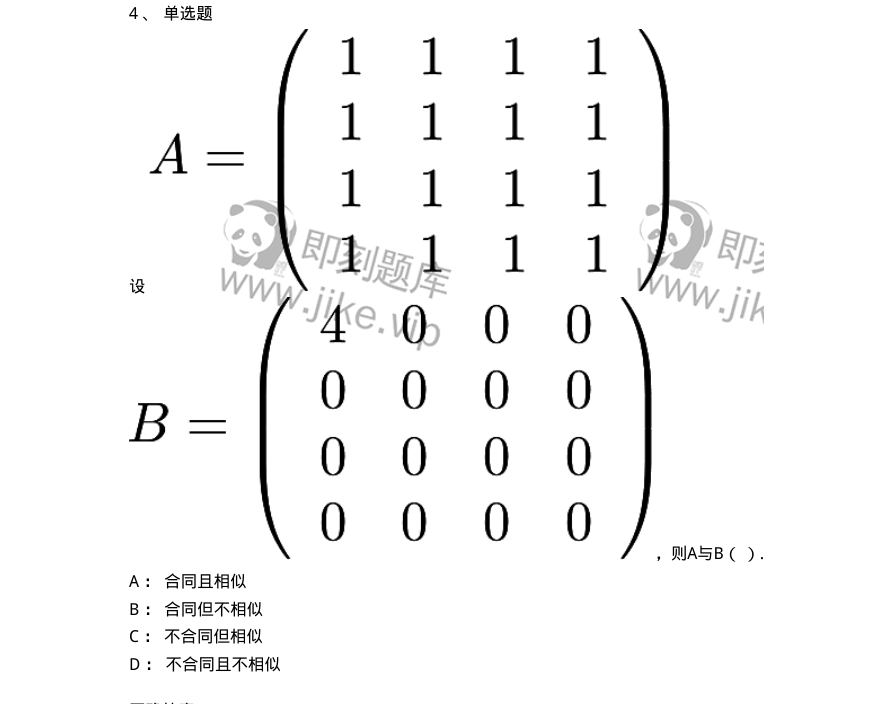 4 、 单选题
A = ( 1 1 1 1
1 1 1 1
1 1 1 1
1 1 1 1 )
设
即刻题库
www.jike.vip
即
www.jik
B = ( 4 0 0 0
0 0 0 0
0 0 0 0
0 0 0 0 )
，则A与B（ ）.
A： 合同且相似
B： 合同但不相似
C： 不合同但相似
D： 不合同且不相似